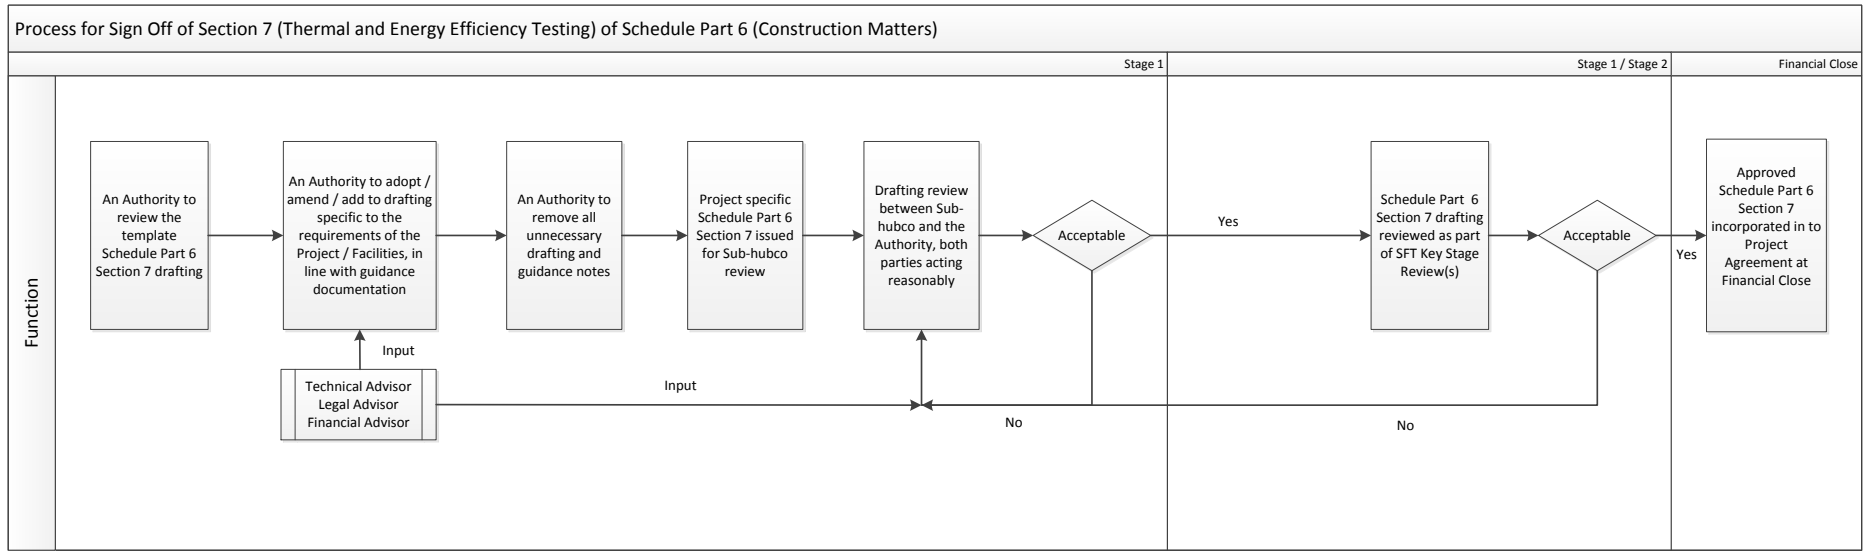 Process for Sign Off of Section 7 (Thermal and Energy Efficiency Testing) of Schedule Part 6 (Construction Matters)
Stage 1
Stage 1 / Stage 2
Financial Close
Function
An Authority to
review the
template
Schedule Part 6
Section 7 drafting
An Authority to adopt /
amend / add to drafting
specific to the
requirements of the
Project / Facilities, in
line with guidance
documentation
An Authority to
remove all
unnecessary
drafting and
guidance notes
Project specific
Schedule Part 6
Section 7 issued
for Sub-hubco
review
Drafting review
between Sub-
hubco and the
Authority, both
parties acting
reasonably
Acceptable
Yes
Schedule Part  6
Section 7 drafting
reviewed as part
of SFT Key Stage
Review(s)
Acceptable
Yes
Approved
Schedule Part 6
Section 7
incorporated in to
Project
Agreement at
Financial Close
Input
Technical Advisor
Legal Advisor
Financial Advisor
Input
No
No